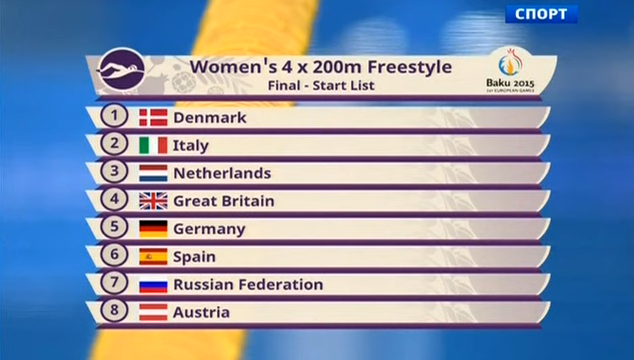 СПОРТ
Women's 4 x 200m Freestyle
Final - Start List
Baku 2015
1st EUROPEAN GAMES
1 Denmark
2 Italy
3 Netherlands
4 Great Britain
5 Germany
6 Spain
7 Russian Federation
8 Austria